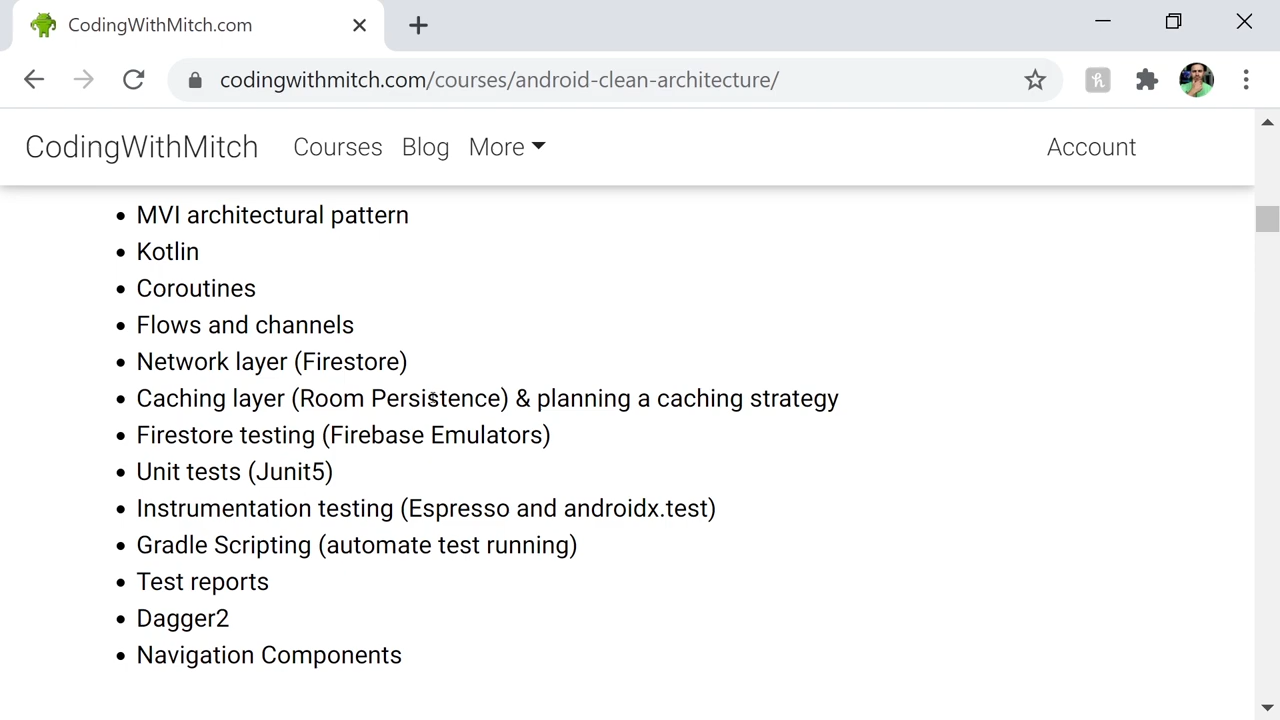 CodingWithMitch.com
codingwithmitch.com/courses/android-clean-architecture/
CodingWithMitch Courses Blog More Account
• MVI architectural pattern
• Kotlin
• Coroutines
• Flows and channels
• Network layer (Firestore)
• Caching layer (Room Persistence) & planning a caching strategy
• Firestore testing (Firebase Emulators)
• Unit tests (Junit5)
• Instrumentation testing (Espresso and androidx.test)
• Gradle Scripting (automate test running)
• Test reports
• Dagger2
• Navigation Components